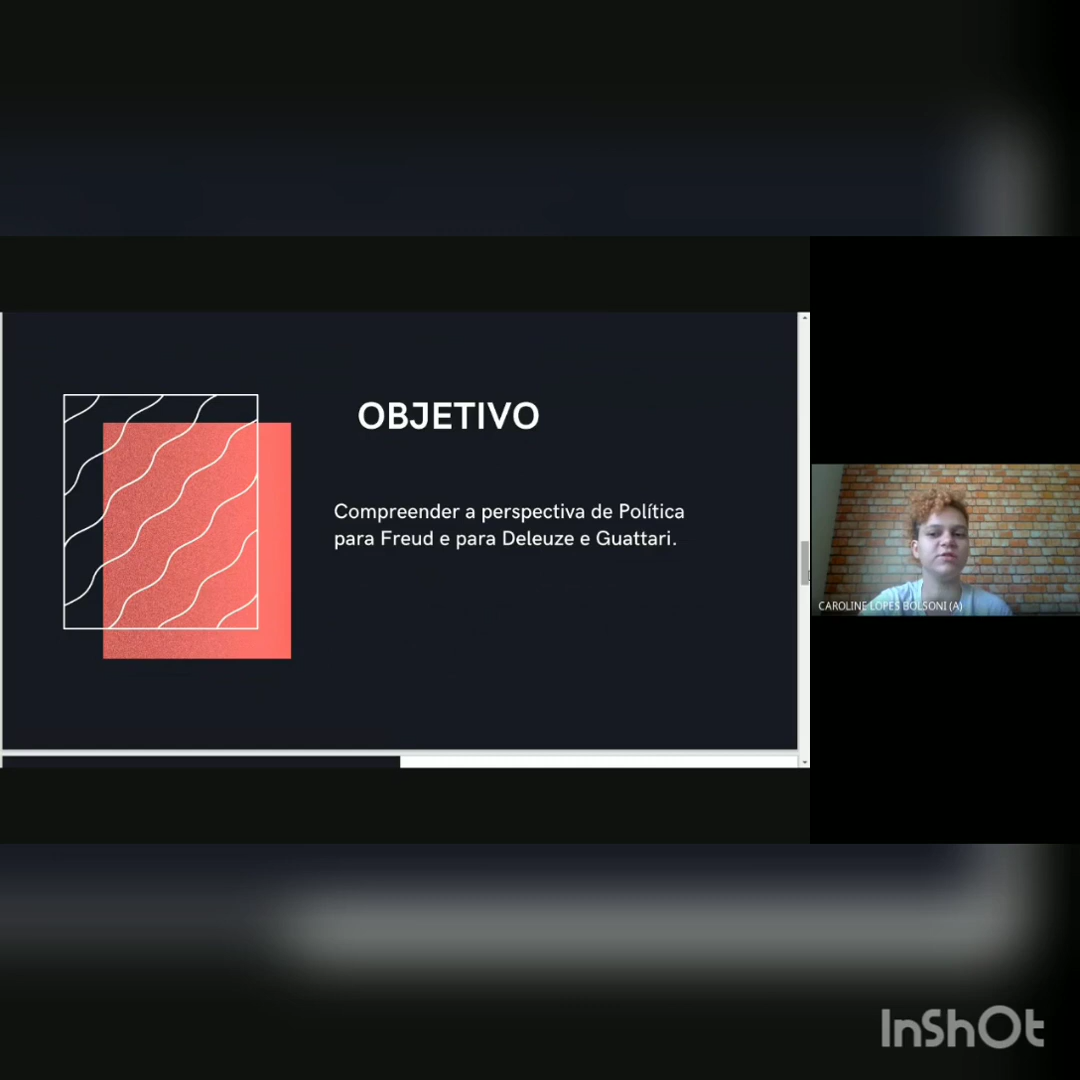 OBJETIVO
Compreender a perspectiva de Política
para Freud e para Deleuze e Guattari.
CAROLINE LOPES BOLSONI (A)
InShOt